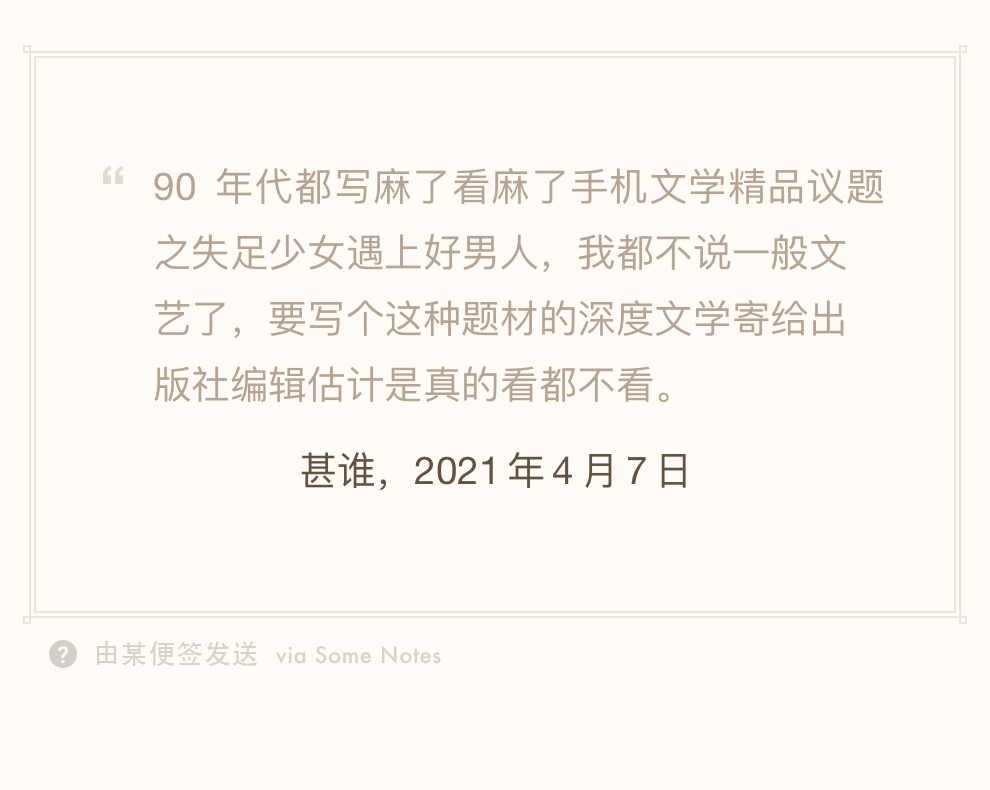 “ 90 年代都写麻了看麻了手机文学精品议题
之失足少女遇上好男人，我都不说一般文
艺了，要写个这种题材的深度文学寄给出
版社编辑估计是真的看都不看。
甚谁，2021 年 4 月 7 日
? 由某便签发送 via Some Notes